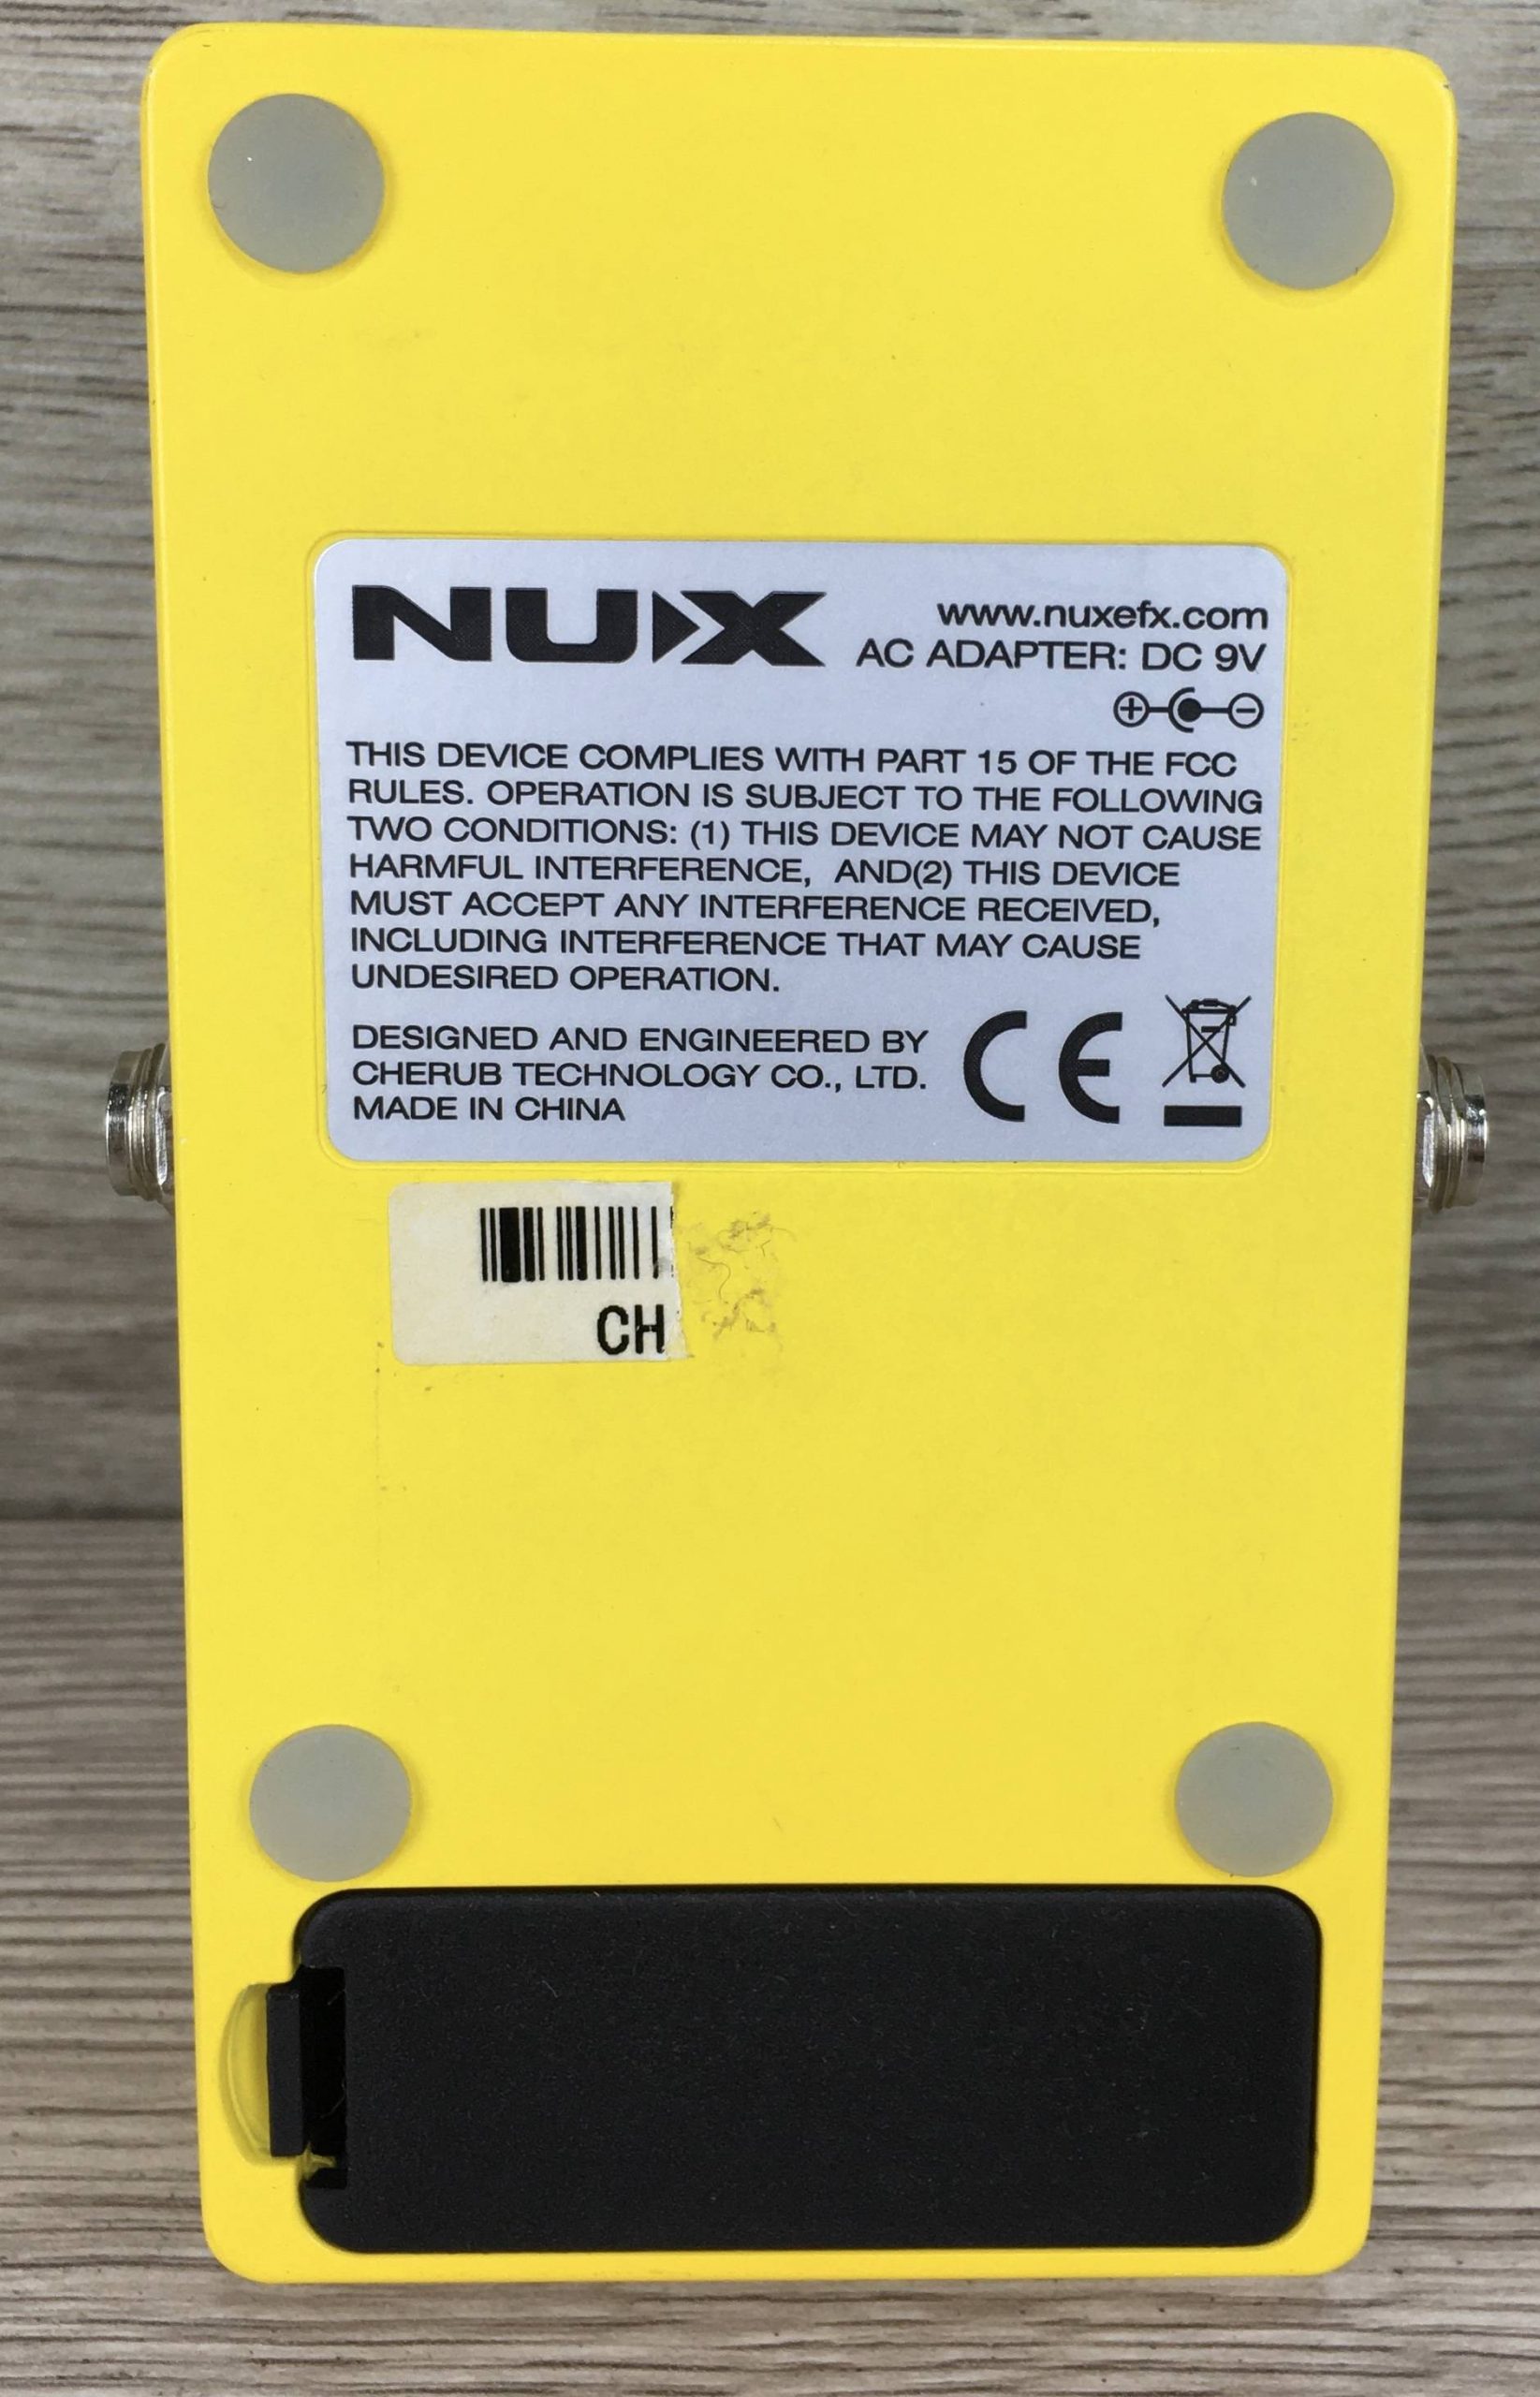 NUX
www.nuxefx.com
AC ADAPTER: DC 9V
THIS DEVICE COMPLIES WITH PART 15 OF THE FCC
RULES. OPERATION IS SUBJECT TO THE FOLLOWING
TWO CONDITIONS: (1) THIS DEVICE MAY NOT CAUSE
HARMFUL INTERFERENCE, AND(2) THIS DEVICE
MUST ACCEPT ANY INTERFERENCE RECEIVED,
INCLUDING INTERFERENCE THAT MAY CAUSE
UNDESIRED OPERATION.
DESIGNED AND ENGINEERED BY
CHERUB TECHNOLOGY CO., LTD.
MADE IN CHINA
CE
CH